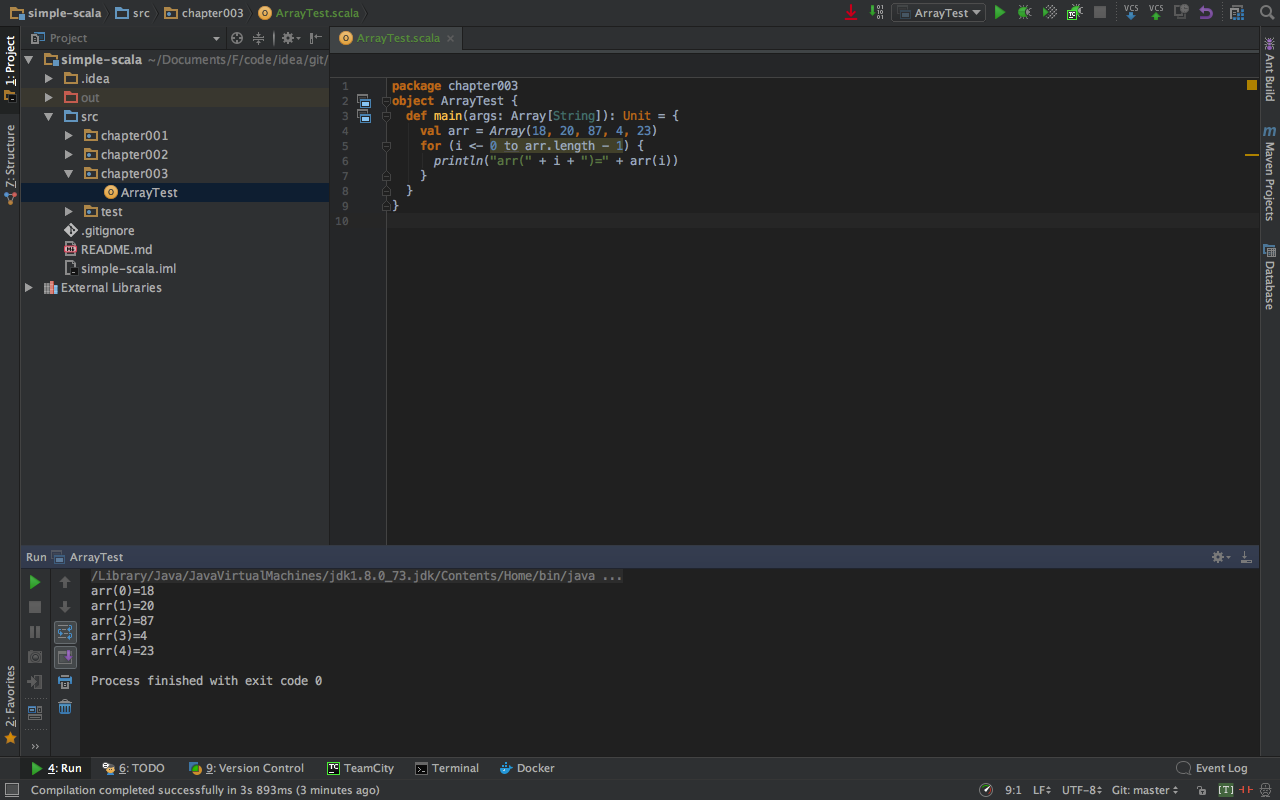 simple-scala src chapter003 ArrayTest.scala
ArrayTest
VCS VCS
Project
ArrayTest.scala
1: Project
Z: Structure
2: Favorites
simple-scala ~/Documents/F/code/idea/git/
.idea
out
src
chapter001
chapter002
chapter003
ArrayTest
test
.gitignore
README.md
simple-scala.iml
External Libraries
1 package chapter003
2 object ArrayTest {
3 def main(args: Array[String]): Unit = {
4 val arr = Array(18, 20, 87, 4, 23)
5 for (i <- 0 to arr.length - 1) {
6 println("arr(" + i + ")=" + arr(i))
7 }
8 }
9 }
10
Ant Build
Maven Projects
Database
Run ArrayTest
/Library/Java/JavaVirtualMachines/jdk1.8.0_73.jdk/Contents/Home/bin/java ...
arr(0)=18
arr(1)=20
arr(2)=87
arr(3)=4
arr(4)=23
Process finished with exit code 0
4: Run 6: TODO 9: Version Control TeamCity Terminal Docker Event Log
Compilation completed successfully in 3s 893ms (3 minutes ago) 9:1 LF UTF-8 Git: master [T]